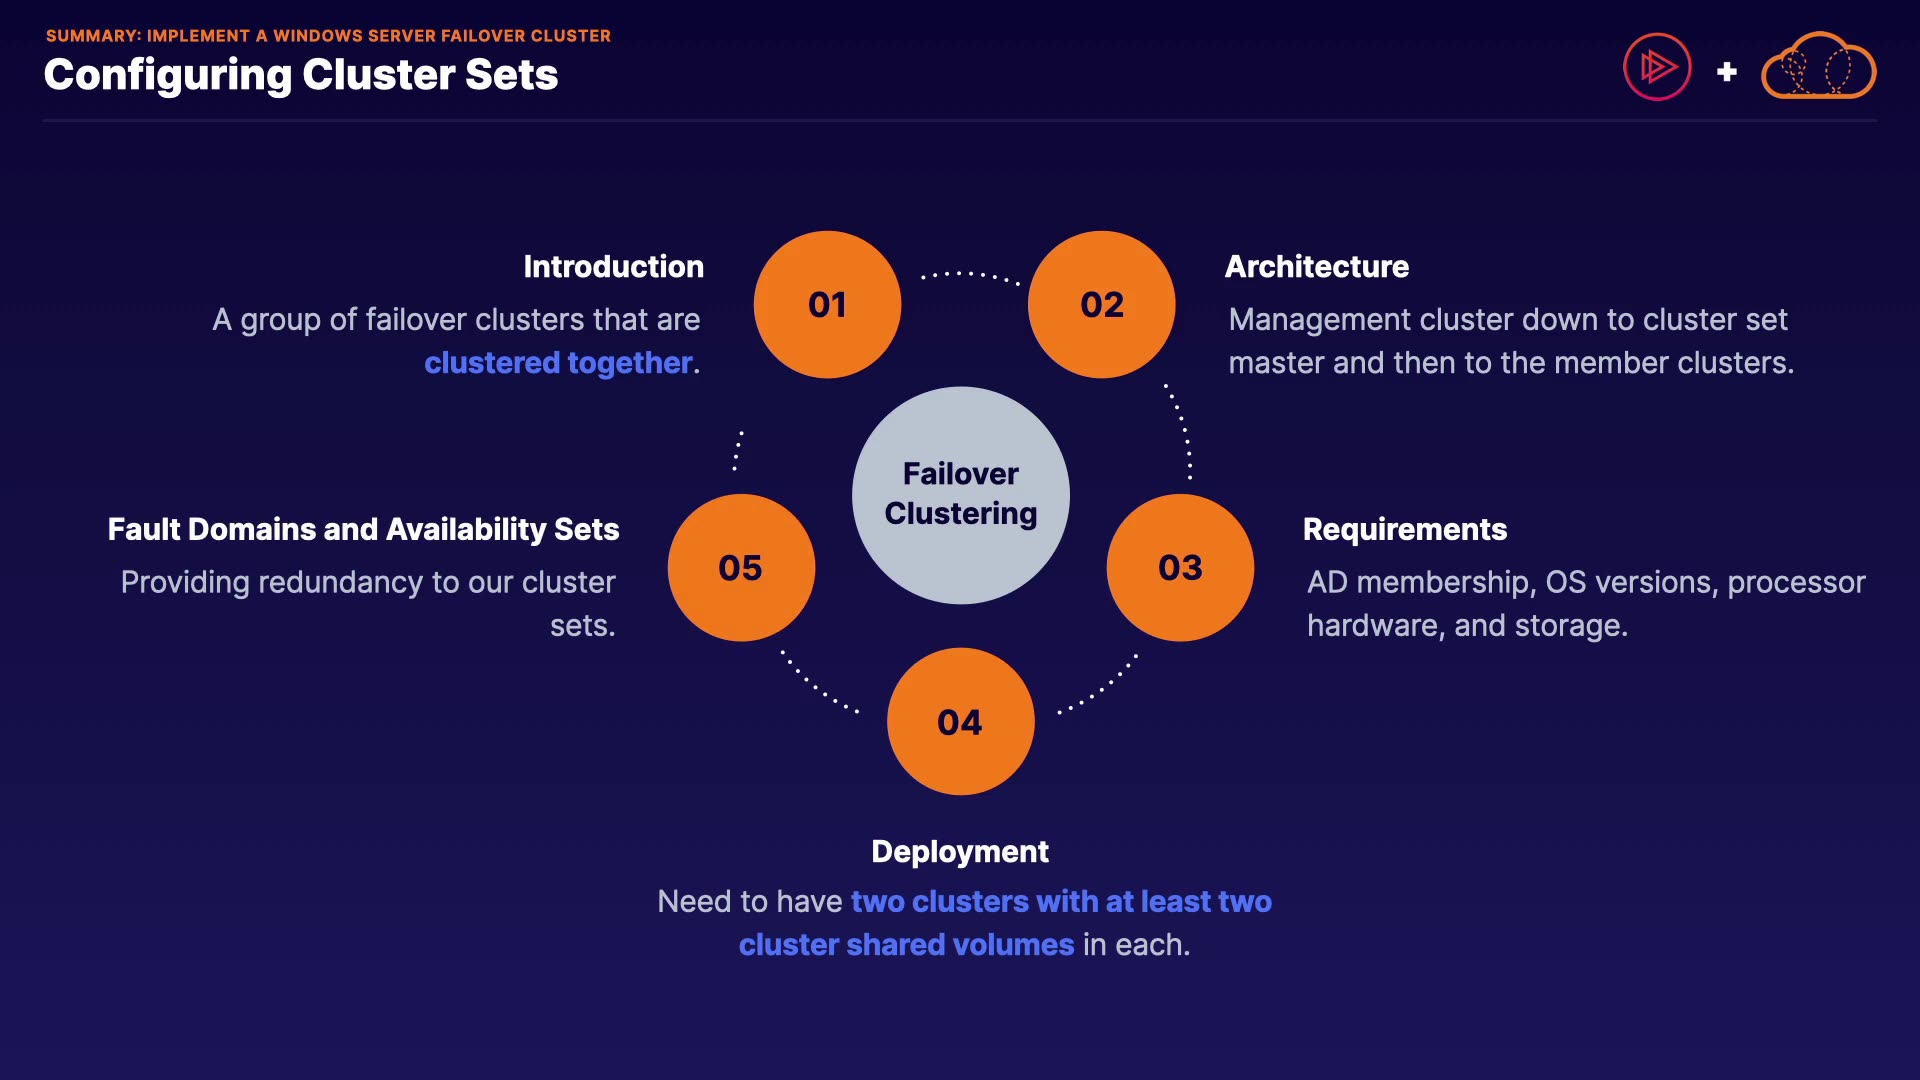 SUMMARY: IMPLEMENT A WINDOWS SERVER FAILOVER CLUSTER
Configuring Cluster Sets
+
Introduction
A group of failover clusters that are
clustered together.
01
02
Architecture
Management cluster down to cluster set
master and then to the member clusters.
Failover
Clustering
Fault Domains and Availability Sets
Providing redundancy to our cluster
sets.
05
03
Requirements
AD membership, OS versions, processor
hardware, and storage.
04
Deployment
Need to have two clusters with at least two
cluster shared volumes in each.